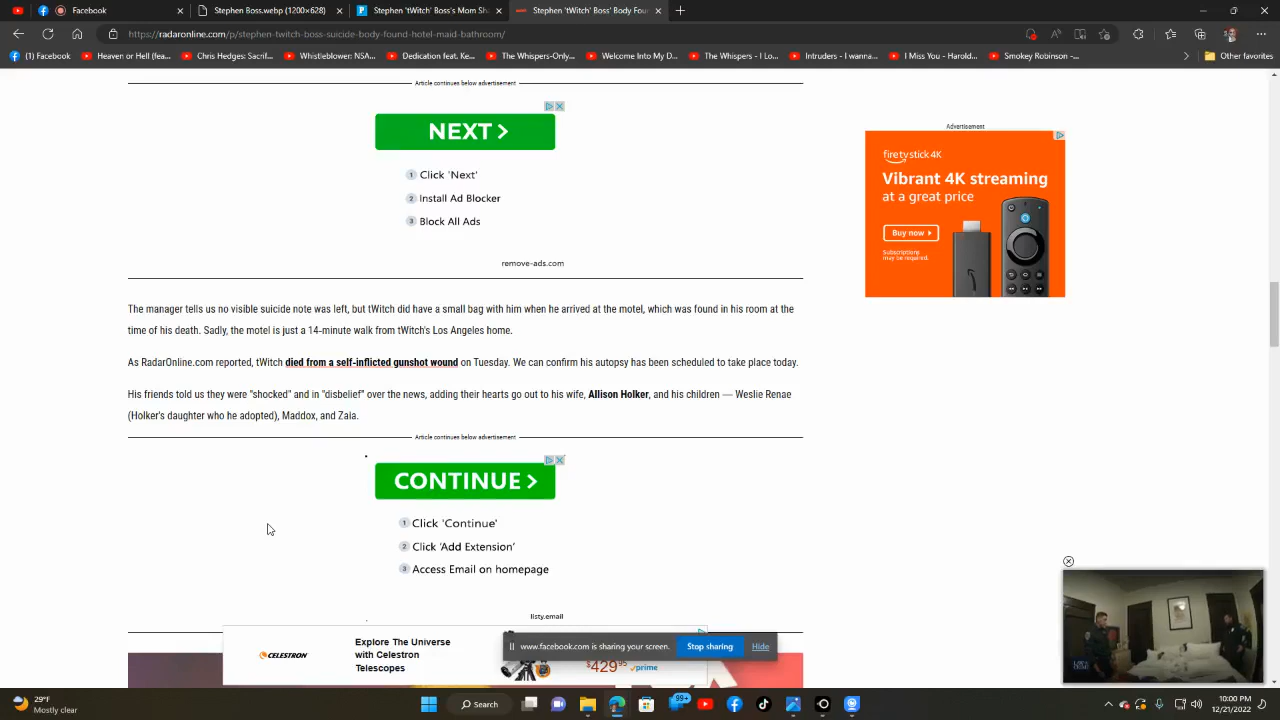 Facebook
Stephen Boss.webp (1200×628)
Stephen 'tWitch' Boss's Mom Sh
Stephen 'tWitch' Boss' Body Four
https://radaronline.com/p/stephen-twitch-boss-suicide-body-found-hotel-maid-bathroom/
(1) Facebook
Heaven or Hell (fea...
Chris Hedges: Sacrif...
Whistleblower: NSA...
Dedication feat. Ke...
The Whispers-Only...
Welcome Into My D...
The Whispers - I Lo...
Intruders - I wanna...
I Miss You - Harold...
Smokey Robinson -...
Other favorites
Article continues below advertisement
NEXT >
1 Click 'Next'
2 Install Ad Blocker
3 Block All Ads
remove-ads.com
Advertisement
firetvstick 4K
Vibrant 4K streaming
at a great price
Buy now
Subscriptions
may be required.
The manager tells us no visible suicide note was left, but tWitch did have a small bag with him when he arrived at the motel, which was found in his room at the
time of his death. Sadly, the motel is just a 14-minute walk from tWitch's Los Angeles home.
As RadarOnline.com reported, tWitch died from a self-inflicted gunshot wound on Tuesday. We can confirm his autopsy has been scheduled to take place today.
His friends told us they were "shocked" and in "disbelief" over the news, adding their hearts go out to his wife, Allison Holker, and his children — Weslie Renae
(Holker's daughter who he adopted), Maddox, and Zaia.
Article continues below advertisement
CONTINUE >
1 Click 'Continue'
2 Click 'Add Extension'
3 Access Email on homepage
listy.email
CELESTRON
Explore The Universe
with Celestron
Telescopes
$429 95
prime
www.facebook.com is sharing your screen.
Stop sharing
Hide
29°F
Mostly clear
Search
99+
10:00 PM
12/21/2022